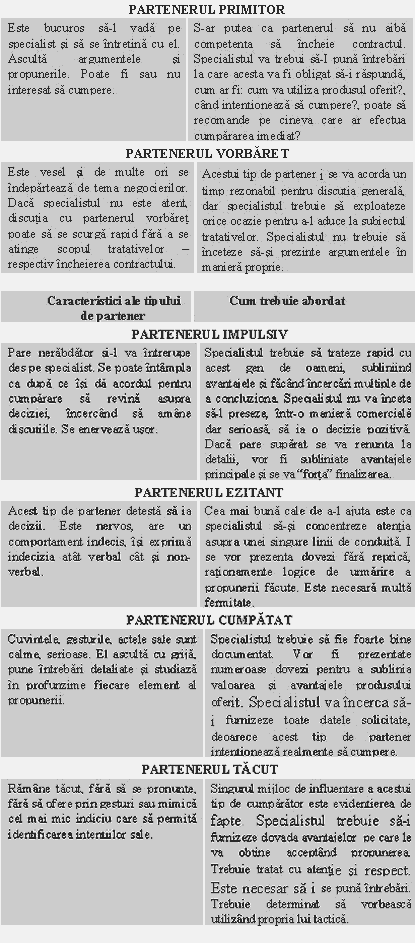 PARTENERUL PRIMITOR
Este bucuros să-l vadă pe
specialist și să se întretină cu el.
Ascultă argumentele și
propunerile. Poate fi sau nu
interesat să cumpere.
S-ar putea ca partenerul să nu aibă
competenta să încheie contractul.
Specialistul va trebui să-I pună întrebări
la care acesta va fi obligat să-i răspundă,
cum ar fi: cum va utiliza produsul oferit?,
când intentionează să cumpere?, poate să
recomande pe cineva care ar efectua
cumpărarea imediat?
PARTENERUL VORBĂRET
Este vesel și de multe ori se
îndepărtează de tema negocierilor.
Dacă specialistul nu este atent,
discuția cu partenerul vorbăreț
poate să se scurgă rapid fără a se
atinge scopul tratativelor –
respectiv încheierea contractului.
Acestui tip de partener i se va acorda un
timp rezonabil pentru discutia generală,
dar specialistul trebuie să exploateze
orice ocazie pentru a-l aduce la subiectul
tratativelor. Specialistul nu trebuie să
înceteze să-și prezinte argumentele în
manieră proprie.
Caracteristici ale tipului
de partener
Cum trebuie abordat
PARTENERUL IMPULSIV
Pare nerăbdător și-l va întrerupe
des pe specialist. Se poate întâmpla
ca după ce își dă acordul pentru
cumpărare să revină asupra
deciziei, încercând să amâne
discutiile. Se enervează ușor.
Specialistul trebuie să trateze rapid cu
acest gen de oameni, subliniind
avantajele și făcând încercări multiple de
a concluziona. Specialistul nu va înceta
să-l preseze, într-o manieră comercială
dar serioasă, să ia o decizie pozitivă.
Dacă pare supărat se va renunta la
detalii, vor fi subliniate avantajele
principale și se va “forța” finalizarea.
PARTENERUL EZITANT
Acest tip de partener detestă să ia
decizii. Este nervos, are un
comportament indecis, își exprimă
indecizia atât verbal cât și non-
verbal.
Cea mai bună cale de a-l ajuta este ca
specialistul să-și concentreze atenția
asupra unei singure linii de conduită. I
se vor prezenta dovezi fără reprică,
raționamente logice de urmărire a
propunerii făcute. Este necesară multă
fermitate.
PARTENERUL CUMPĂTAT
Cuvintele, gesturile, actele sale sunt
calme, serioase. El ascultă cu grijă,
pune întrebări detaliate și studiază
în profunzime fiecare element al
propunerii.
Specialistul trebuie să fie foarte bine
documentat. Vor fi prezentate
numeroase dovezi pentru a sublinia
valoarea și avantajele produsului
oferit. Specialistul va încerca să-
i furnizeze toate datele solicitate,
deoarece acest tip de partener
intenționează realmente să cumpere.
PARTENERUL TĂCUT
Rămâne tăcut, fără să se pronunte,
fără să ofere prin gesturi sau mimică
cel mai mic indiciu care să permită
identificarea intentiilor sale.
Singurul mijloc de influentare a acestui
tip de cumpărător este evidentierea de
fapte. Specialistul trebuie să-i
furnizeze dovada avantajelor pe care le
va obtine acceptând propunerea.
Trebuie tratat cu atenție și respect.
Este necesar să i se pună întrebări.
Trebuie determinat să vorbească
utilizând propria lui tactică.